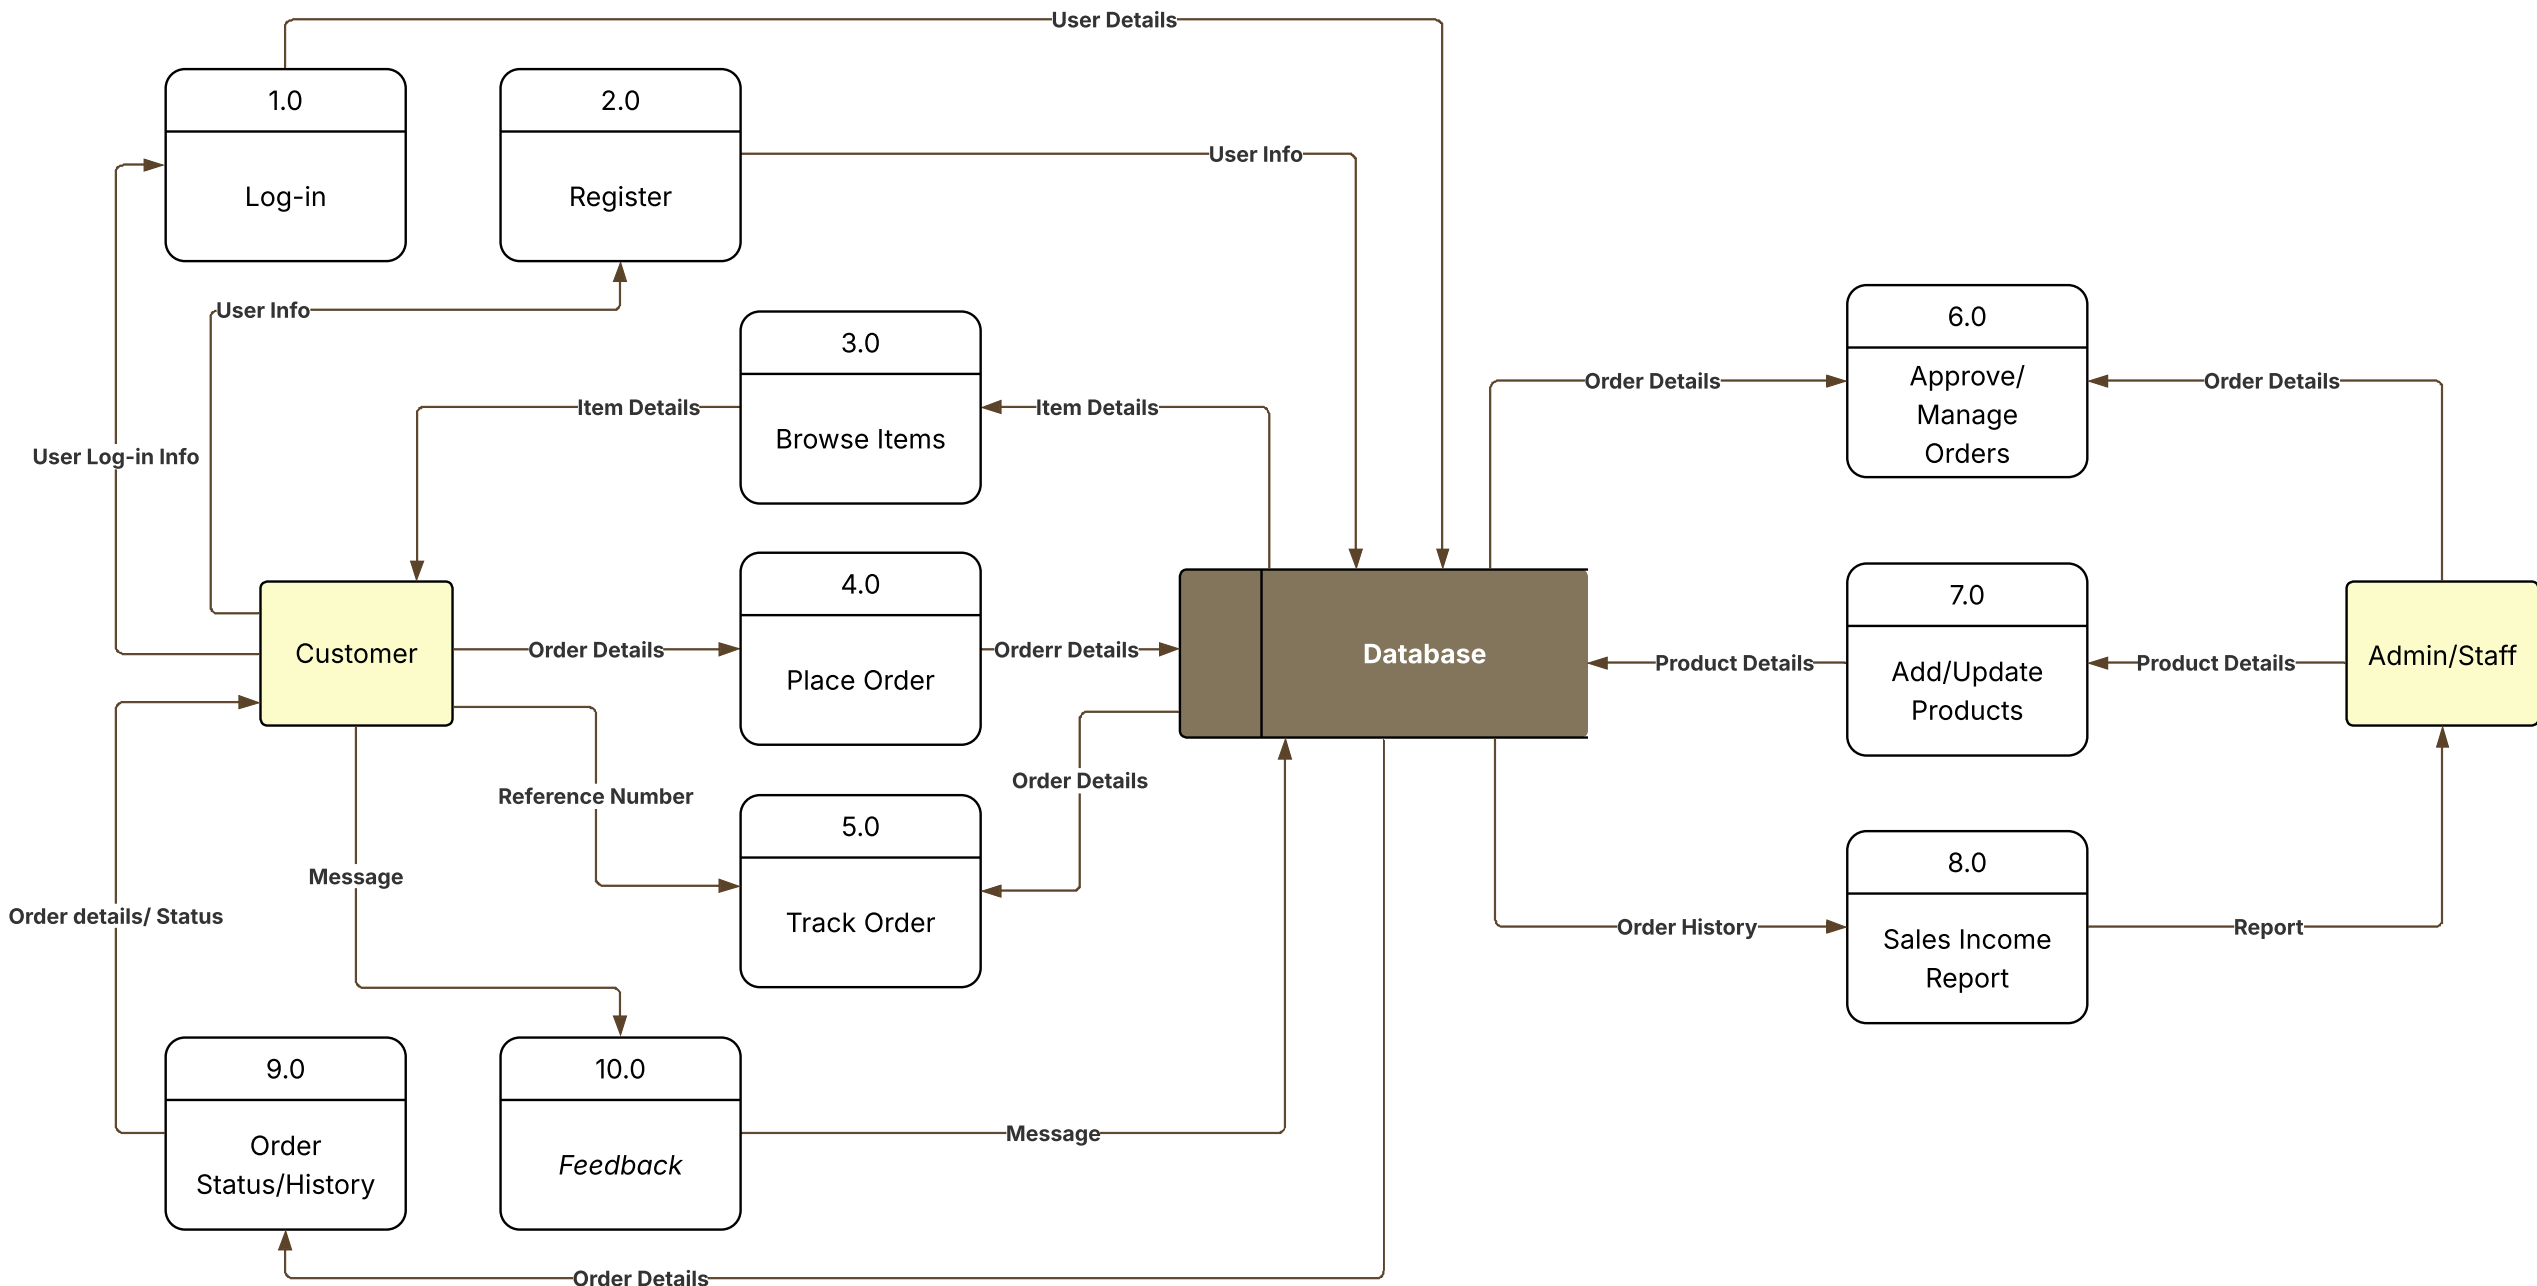 User Details
1.0
Log-in
2.0
Register
User Info
User Info
3.0
Browse Items
Item Details
Item Details
User Log-in Info
6.0
Approve/
Manage
Orders
Order Details
Order Details
Customer
Order Details
4.0
Place Order
Orderr Details
Database
Product Details
7.0
Add/Update
Products
Product Details
Admin/Staff
Reference Number
Order Details
5.0
Track Order
Message
Order details/ Status
Order History
8.0
Sales Income
Report
Report
9.0
Order
Status/History
10.0
Feedback
Message
Order Details